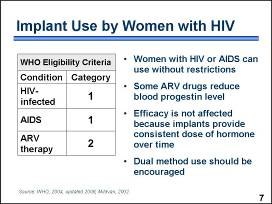 Implant Use by Women with HIV
WHO Eligibility Criteria
Condition Category
HIV-
infected 1
AIDS 1
ARV
therapy 2
• Women with HIV or AIDS can
use without restrictions
• Some ARV drugs reduce
blood progestin level
• Efficacy is not affected
because implants provide
consistent dose of hormone
over time
• Dual method use should be
encouraged
Source: WHO, 2004, updated 2008;
7